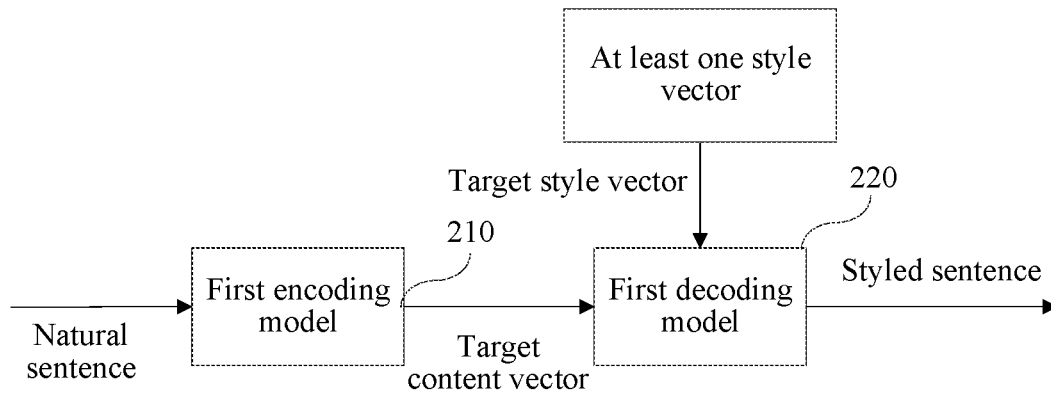 At least one style
vector
Target style vector
220
210
First encoding
model
First decoding
model
Styled sentence
Natural
sentence
Target
content vector